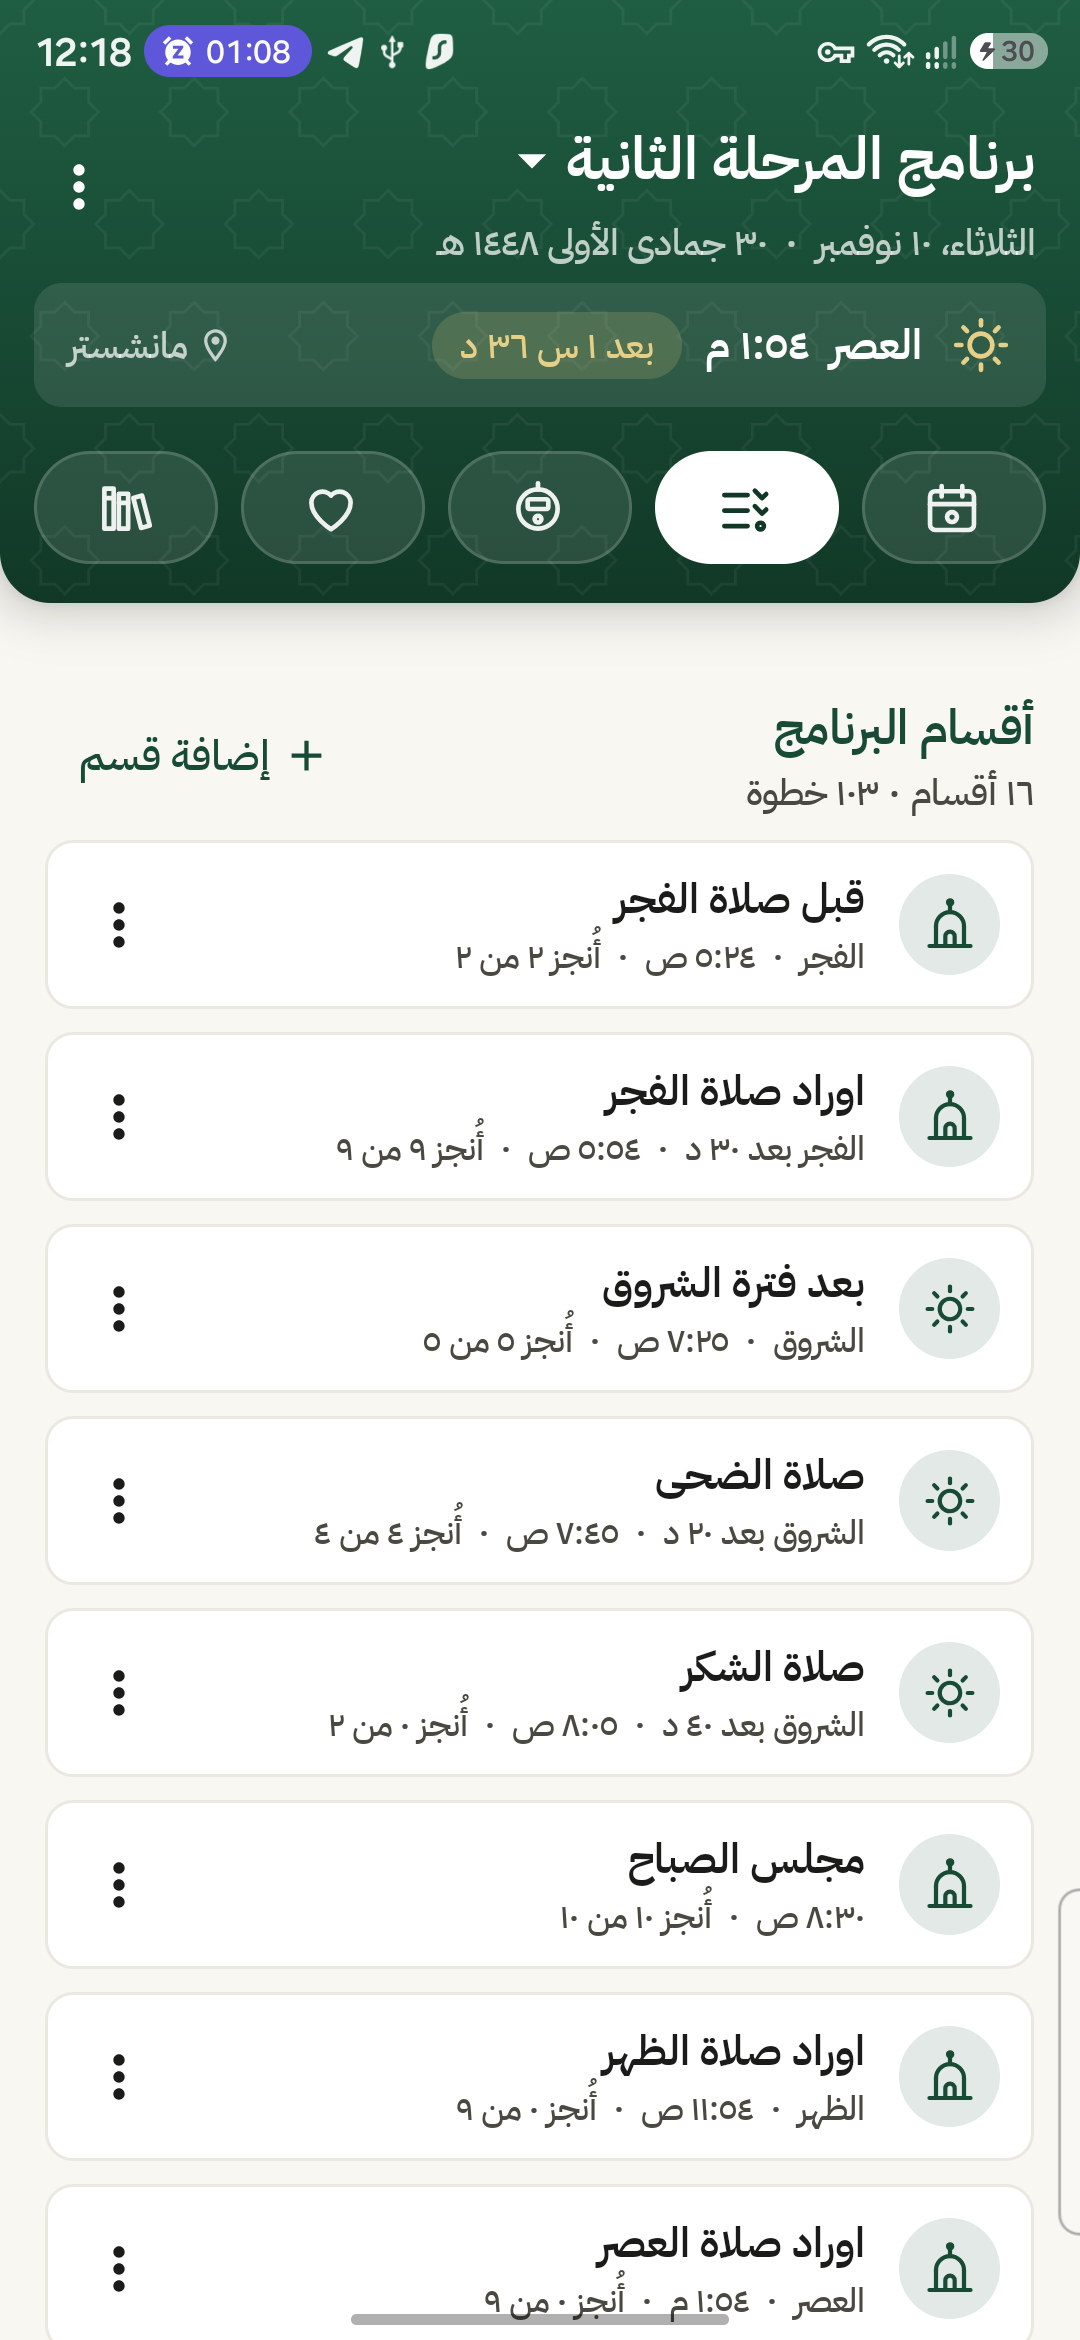 12:18 01:08 30
برنامج المرحلة الثانية
الثلاثاء، ١٠ نوفمبر · ٣٠ جمادى الأولى ١٤٤٨ هـ
العصر ١:٥٤ م بعد ١ س ٣٦ د مانشستر
أقسام البرنامج
إضافة قسم
١٦ أقسام · ١٠٣ خطوة
قبل صلاة الفجر
الفجر · ٥:٢٤ ص · أُنجز ٢ من ٢
اوراد صلاة الفجر
الفجر بعد ٣٠ د · ٥:٥٤ ص · أُنجز ٩ من ٩
بعد فترة الشروق
الشروق · ٧:٢٥ ص · أُنجز ٥ من ٥
صلاة الضحى
الشروق بعد ٢٠ د · ٧:٤٥ ص · أُنجز ٤ من ٤
صلاة الشكر
الشروق بعد ٤٠ د · ٨:٠٥ ص · أُنجز ٠ من ٢
مجلس الصباح
٨:٣٠ ص · أُنجز ١٠ من ١٠
اوراد صلاة الظهر
الظهر · ١١:٥٤ ص · أُنجز ٠ من ٩
اوراد صلاة العصر
العصر · ١:٥٤ م · أُنجز ٠ من ٩